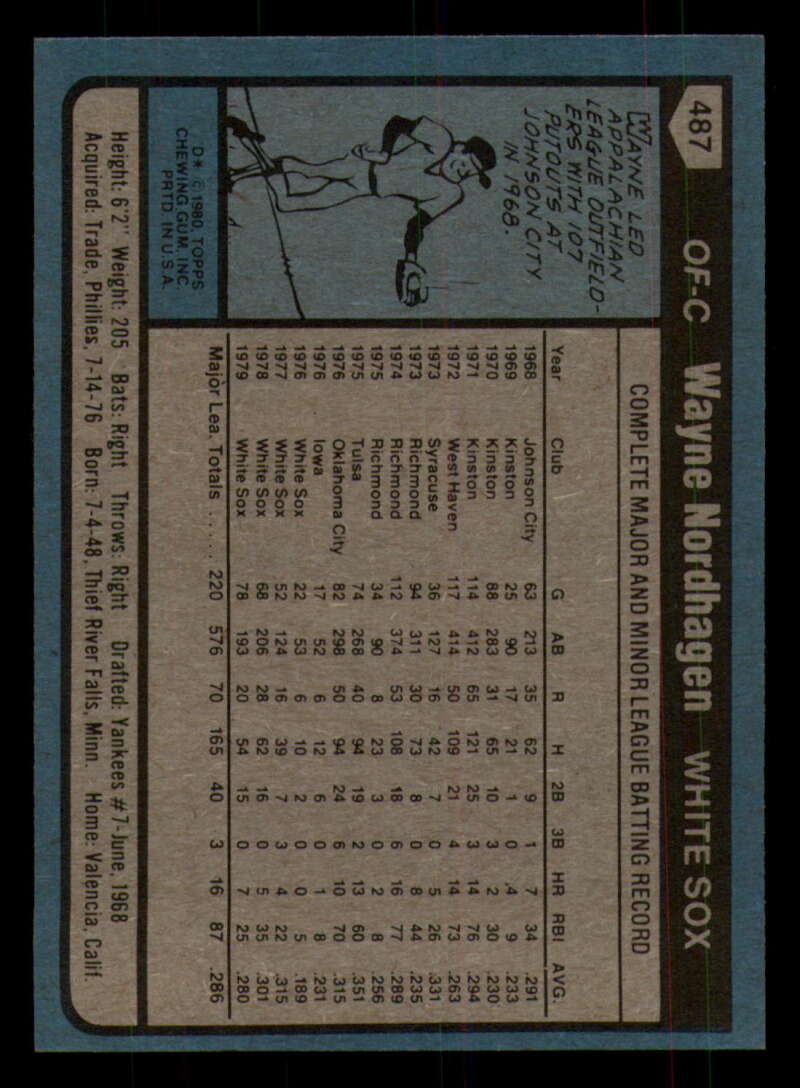 487 OF-C Wayne Nordhagen WHITE SOX
WAYNE LED
APPALACHIAN
LEAGUE OUTFIELD-
ERS WITH 107
PUTOUTS AT
JOHNSON CITY
IN 1968.
D* © 1980, TOPPS
CHEWING GUM, INC.
PRTD. IN U.S.A.
COMPLETE MAJOR AND MINOR LEAGUE BATTING RECORD
Year Club G AB R H 2B 3B HR RBI AVG.
1968 Johnson City 63 213 35 62 9 1 7 34 .291
1969 Kinston 25 90 17 21 1 0 4 9 .233
1970 Kinston 88 283 31 65 10 3 2 30 .230
1971 Kinston 114 412 65 121 25 3 14 76 .294
1972 West Haven 117 414 50 109 21 4 14 73 .263
1973 Syracuse 36 127 16 42 7 0 5 26 .331
1973 Richmond 94 311 30 73 8 0 8 44 .235
1974 Richmond 112 374 53 108 18 6 16 77 .289
1975 Richmond 34 90 8 23 3 0 2 8 .256
1975 Tulsa 74 268 40 94 19 2 13 60 .351
1976 Oklahoma City 82 298 50 94 24 6 10 70 .315
1976 Iowa 17 52 6 12 6 0 1 8 .231
1976 White Sox 22 53 6 10 2 0 0 5 .189
1977 White Sox 52 124 16 39 7 3 4 22 .315
1978 White Sox 68 206 28 62 16 0 5 35 .301
1979 White Sox 78 193 20 54 15 0 7 25 .280
Major Lea. Totals ...... 220 576 70 165 40 3 16 87 .286
Height: 6'2" Weight: 205 Bats: Right Throws: Right Drafted: Yankees #7-June, 1968
Acquired: Trade, Phillies, 7-14-76 Born: 7-4-48, Thief River Falls, Minn. Home: Valencia, Calif.